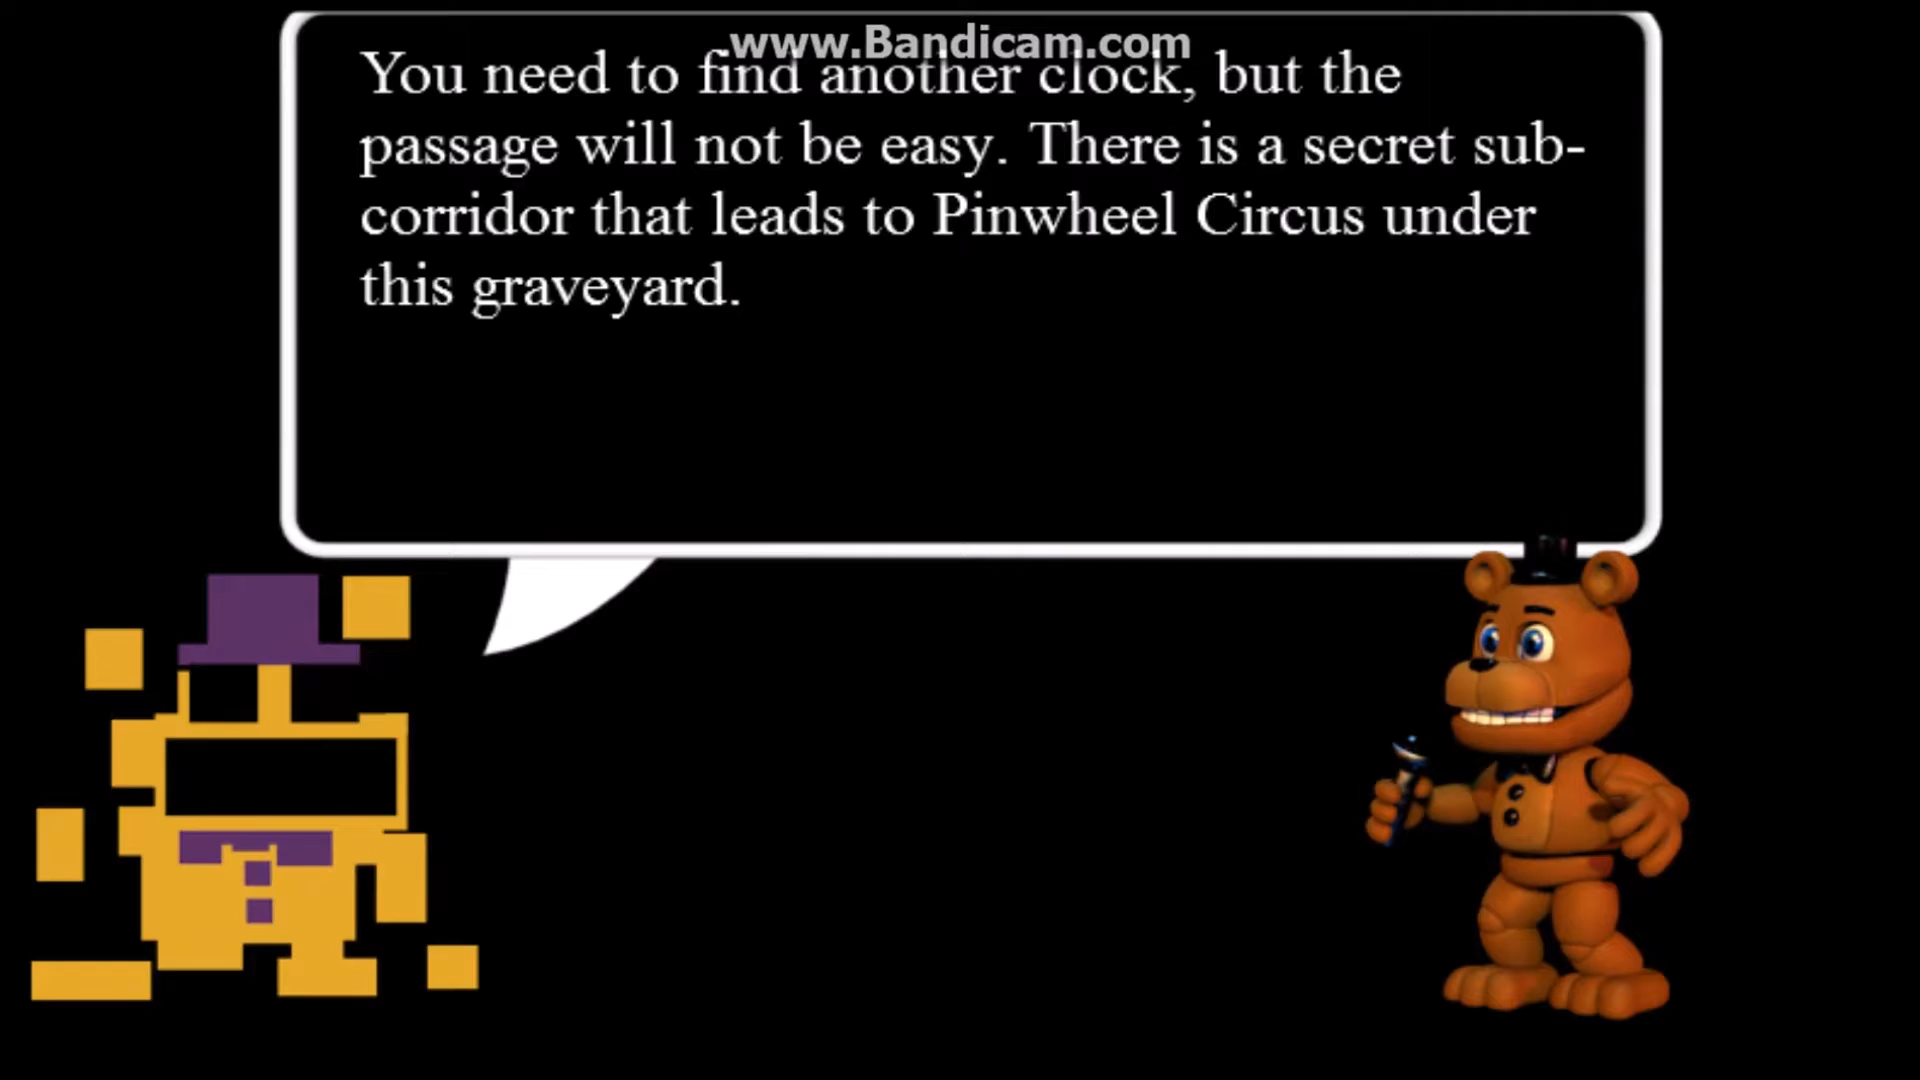 www.Bandicam.com
You need to find another clock, but the
passage will not be easy. There is a secret sub-
corridor that leads to Pinwheel Circus under
this graveyard.